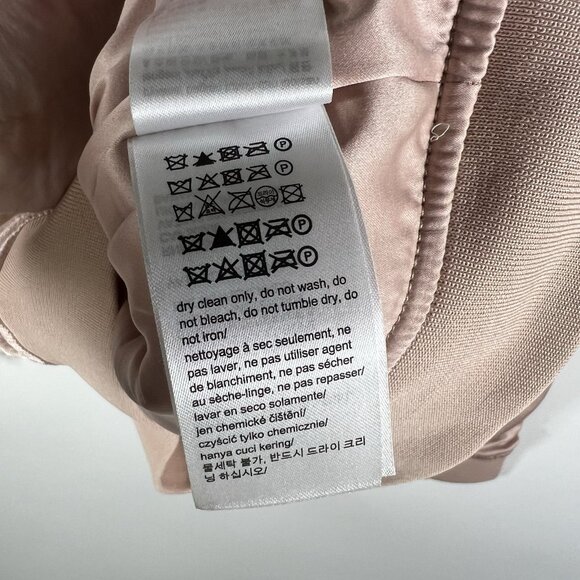 dry clean only, do not wash, do
not bleach, do not tumble dry, do
not iron/
nettoyage à sec seulement, ne
pas laver, ne pas utiliser agent
de blanchiment, ne pas sécher
au sèche-linge, ne pas repasser/
lavar en seco solamente/
jen chemické čištění/
czyścić tylko chemicznie/
hanya cuci kering/
물세탁 불가, 반드시 드라이 크리
닝 하십시오/